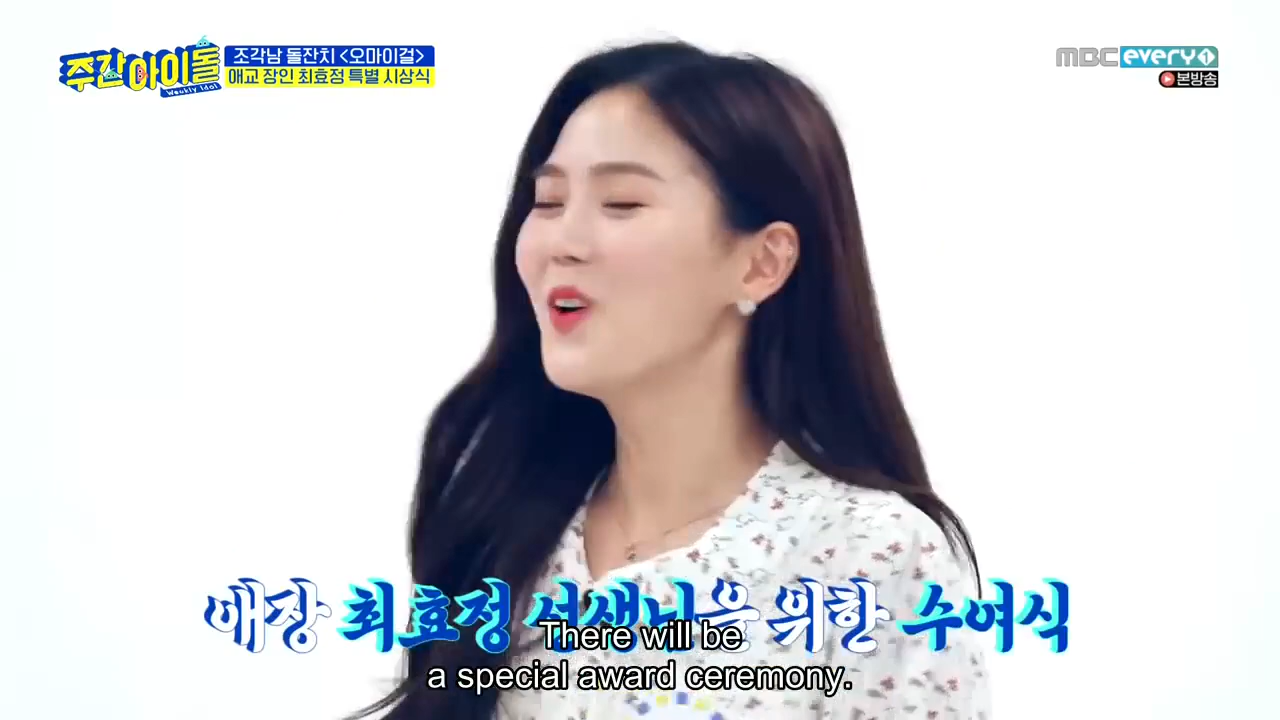 주간아이돌
Weekly Idol
조각남 돌잔치 <오마이걸>
애교 장인 최효정 특별 시상식
MBC every1
본방송
애장 최효정 선생님을 위한 수여식
There will be
a special award ceremony.